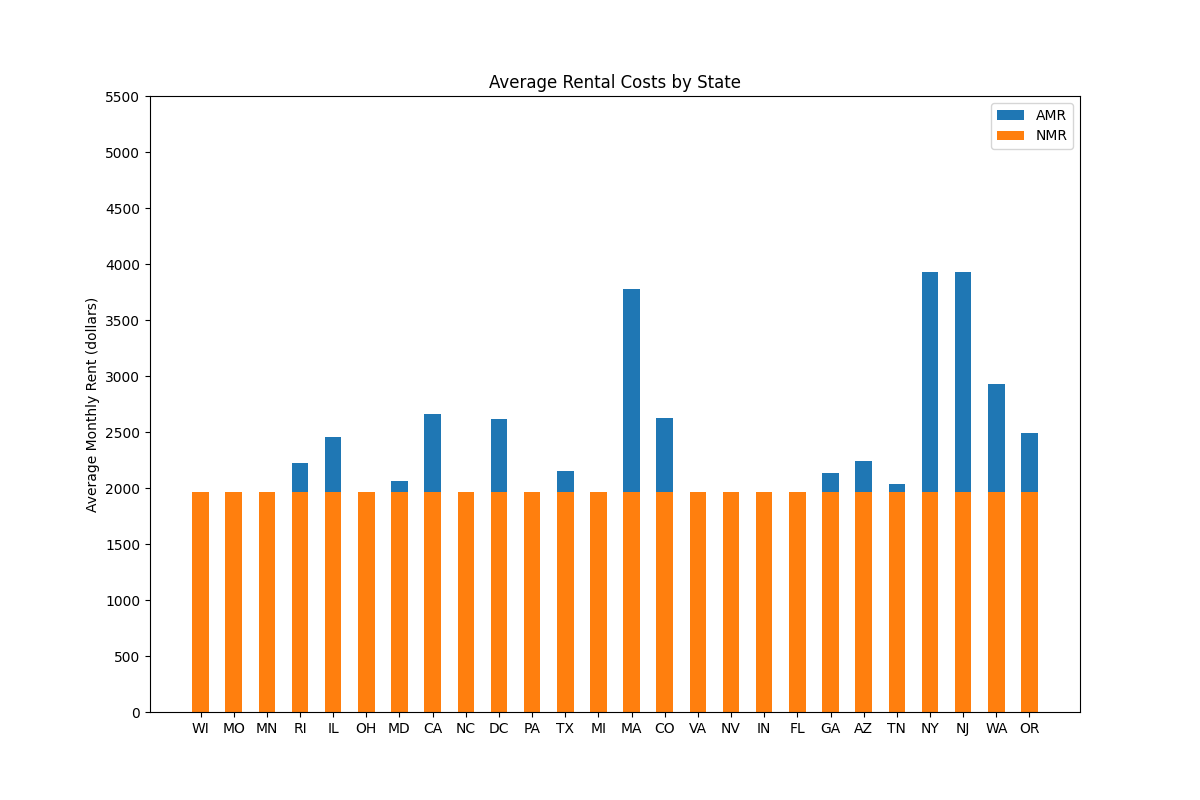 Average Rental Costs by State
AMR
NMR
Average Monthly Rent (dollars)
5500
5000
4500
4000
3500
3000
2500
2000
1500
1000
500
0
WI MO MN RI IL OH MD CA NC DC PA TX MI MA CO VA NV IN FL GA AZ TN NY NJ WA OR